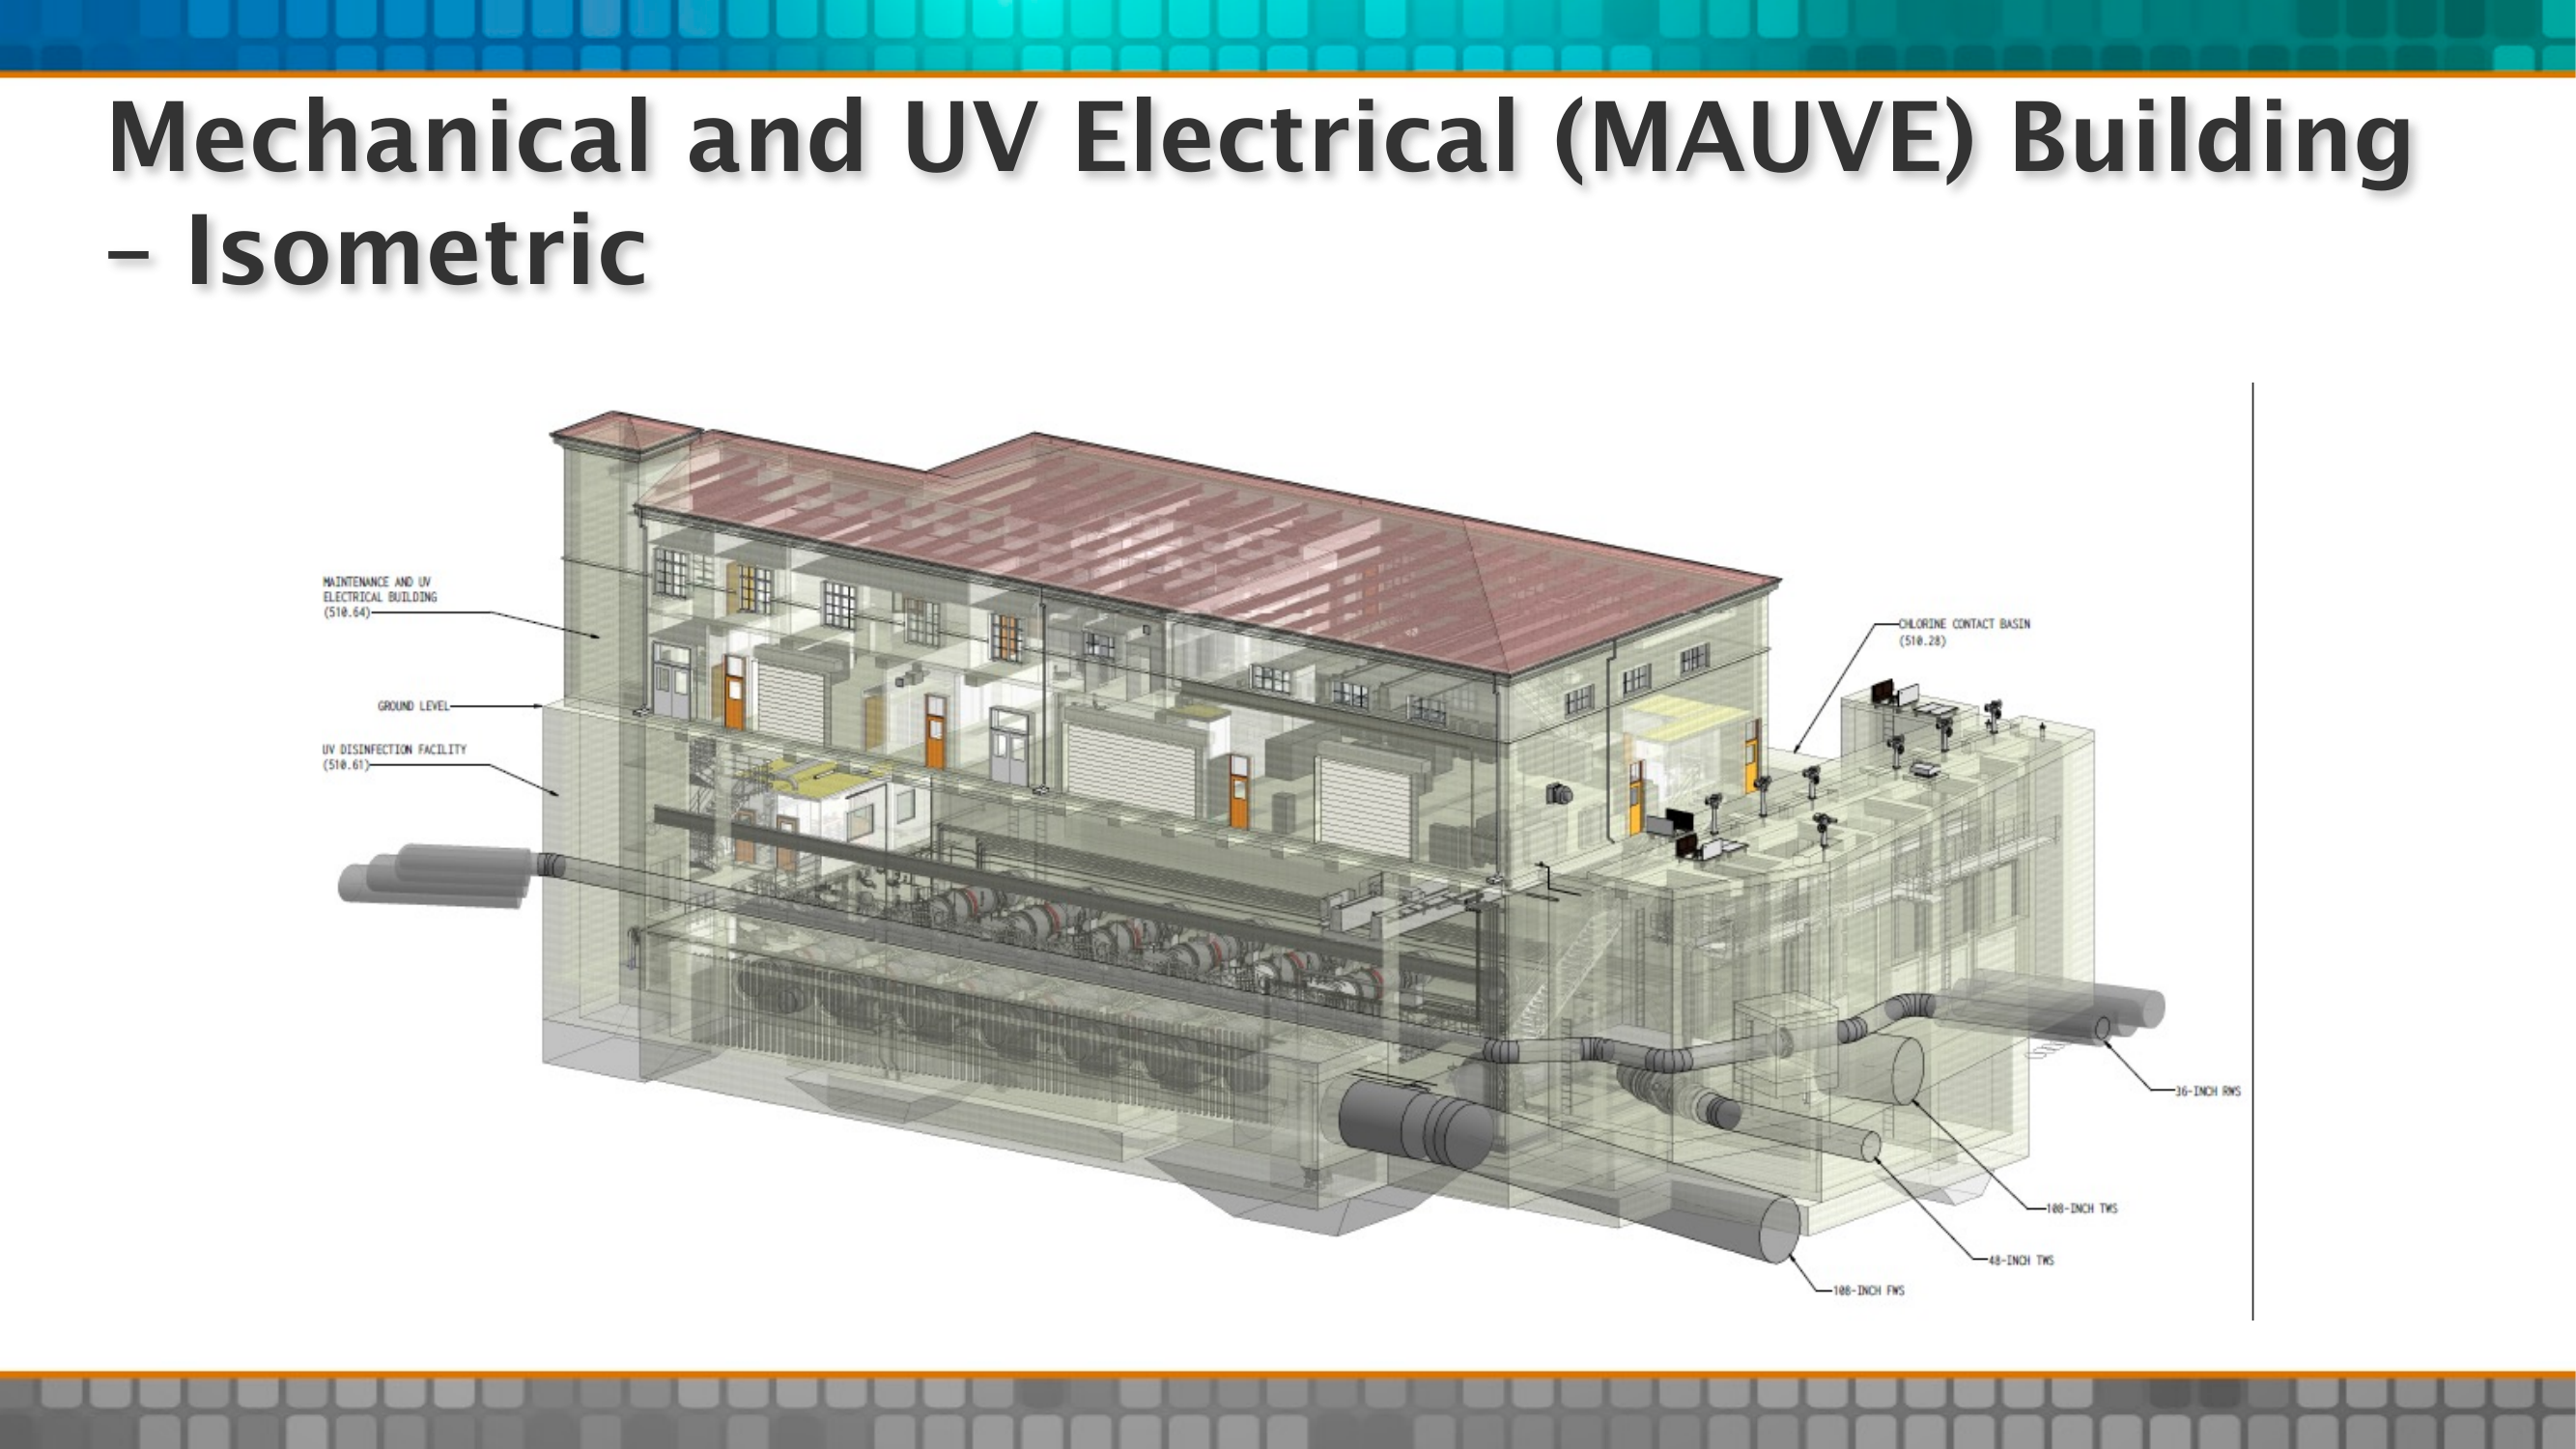 Mechanical and UV Electrical (MAUVE) Building
– Isometric
MAINTENANCE AND UV
ELECTRICAL BUILDING
(510.64)
GROUND LEVEL
UV DISINFECTION FACILITY
(510.61)
CHLORINE CONTACT BASIN
(510.28)
36-INCH RWS
108-INCH TWS
48-INCH TWS
108-INCH FWS